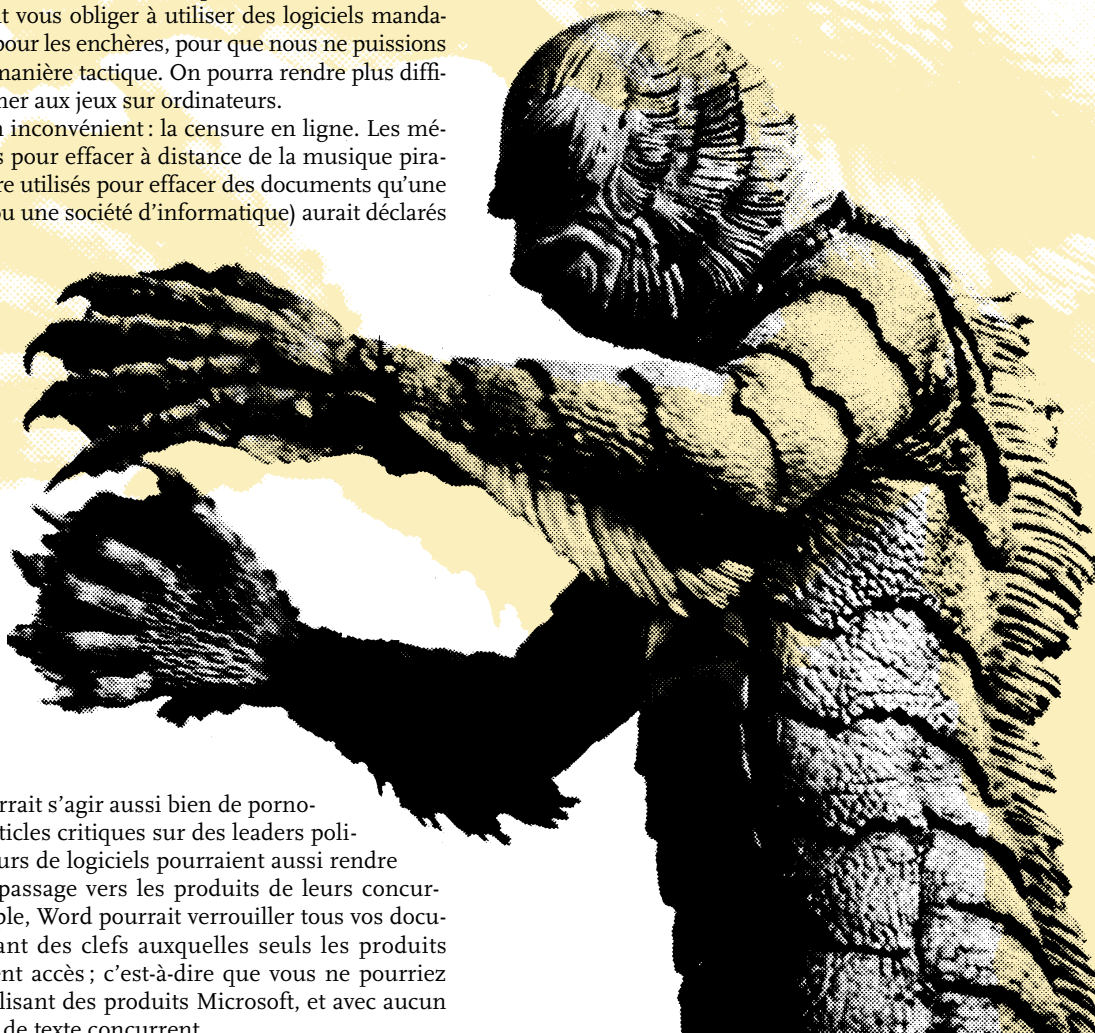 t vous obliger à utiliser des logiciels manda-
pour les enchères, pour que nous ne puissions
manière tactique. On pourra rendre plus diffi-
ner aux jeux sur ordinateurs.
n inconvénient : la censure en ligne. Les mé-
s pour effacer à distance de la musique pira-
re utilisés pour effacer des documents qu’une
ou une société d’informatique) aurait déclarés
rrait s’agir aussi bien de porno-
ticles critiques sur des leaders poli-
urs de logiciels pourraient aussi rendre
passage vers les produits de leurs concur-
ple, Word pourrait verrouiller tous vos docu-
ant des clefs auxquelles seuls les produits
ent accès ; c’est-à-dire que vous ne pourriez
lisant des produits Microsoft, et avec aucun
de texte concurrent